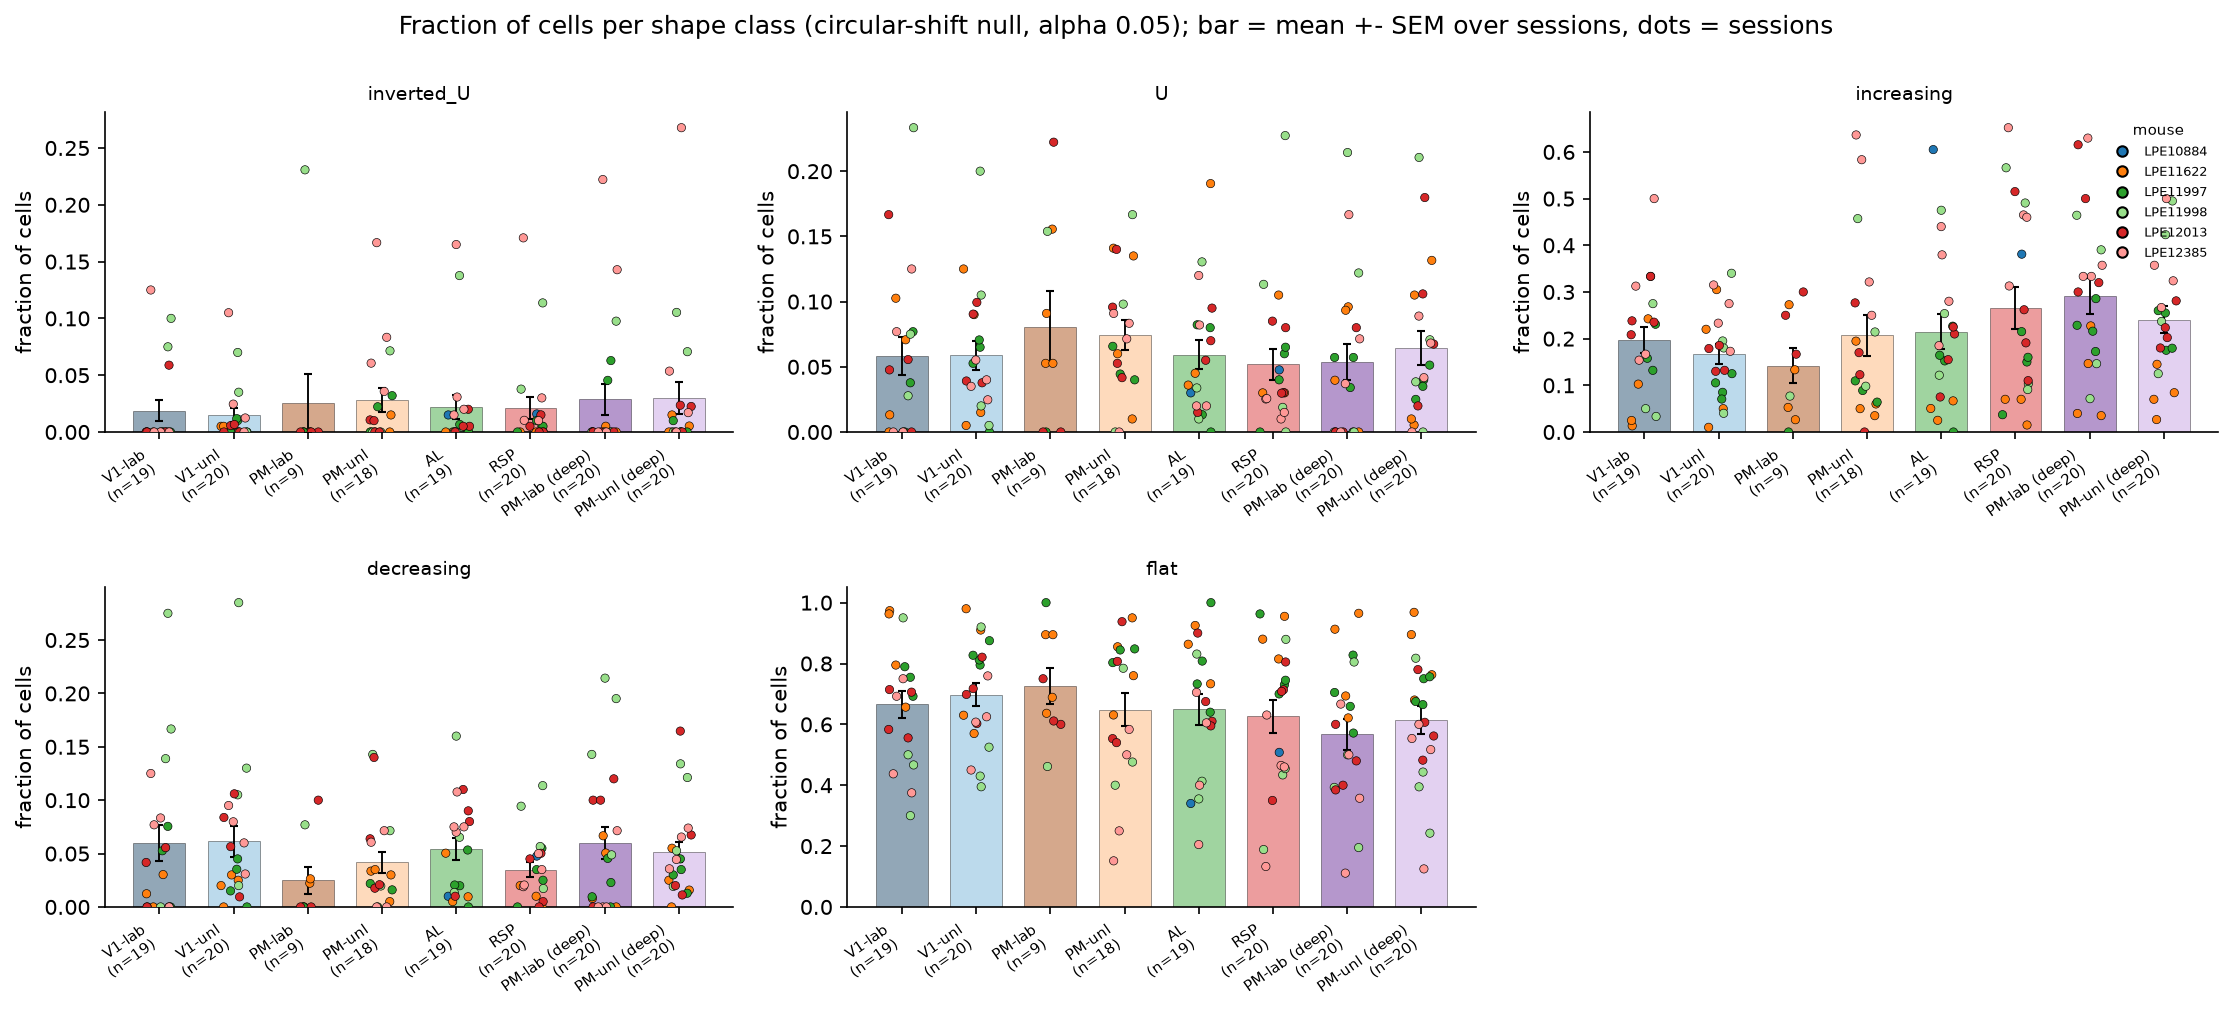 Fraction of cells per shape class (circular-shift null, alpha 0.05); bar = mean +- SEM over sessions, dots = sessions
inverted_U
fraction of cells
0.25
0.20
0.15
0.10
0.05
0.00
V1-lab
(n=19)
V1-unl
(n=20)
PM-lab
(n=9)
PM-unl
(n=18)
AL
(n=19)
RSP
(n=20)
PM-lab (deep)
(n=20)
PM-unl (deep)
(n=20)
U
fraction of cells
0.20
0.15
0.10
0.05
0.00
V1-lab
(n=19)
V1-unl
(n=20)
PM-lab
(n=9)
PM-unl
(n=18)
AL
(n=19)
RSP
(n=20)
PM-lab (deep)
(n=20)
PM-unl (deep)
(n=20)
increasing
fraction of cells
0.6
0.5
0.4
0.3
0.2
0.1
0.0
V1-lab
(n=19)
V1-unl
(n=20)
PM-lab
(n=9)
PM-unl
(n=18)
AL
(n=19)
RSP
(n=20)
PM-lab (deep)
(n=20)
PM-unl (deep)
(n=20)
mouse
LPE10884
LPE11622
LPE11997
LPE11998
LPE12013
LPE12385
decreasing
fraction of cells
0.25
0.20
0.15
0.10
0.05
0.00
V1-lab
(n=19)
V1-unl
(n=20)
PM-lab
(n=9)
PM-unl
(n=18)
AL
(n=19)
RSP
(n=20)
PM-lab (deep)
(n=20)
PM-unl (deep)
(n=20)
flat
fraction of cells
1.0
0.8
0.6
0.4
0.2
0.0
V1-lab
(n=19)
V1-unl
(n=20)
PM-lab
(n=9)
PM-unl
(n=18)
AL
(n=19)
RSP
(n=20)
PM-lab (deep)
(n=20)
PM-unl (deep)
(n=20)